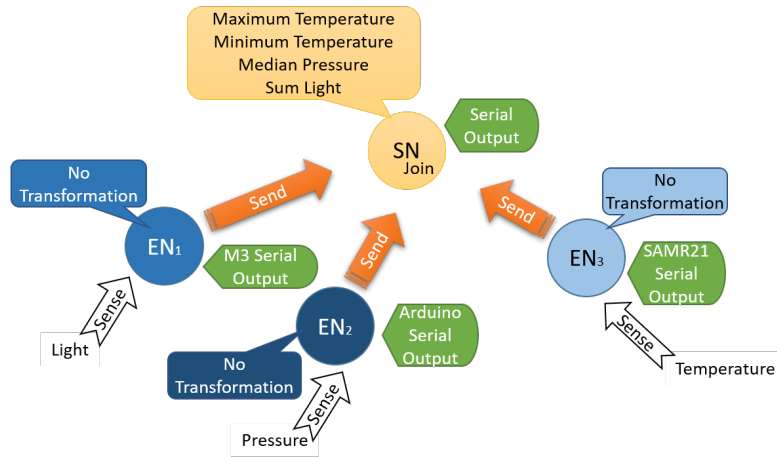 Maximum Temperature
Minimum Temperature
Median Pressure
Sum Light
Serial
Output
SN
Join
No
Transformation
Send
EN1
M3 Serial
Output
Sense
Light
Send
EN2
Arduino
Serial
Output
No
Transformation
Sense
Pressure
Send
No
Transformation
EN3
SAMR21
Serial
Output
Sense
Temperature